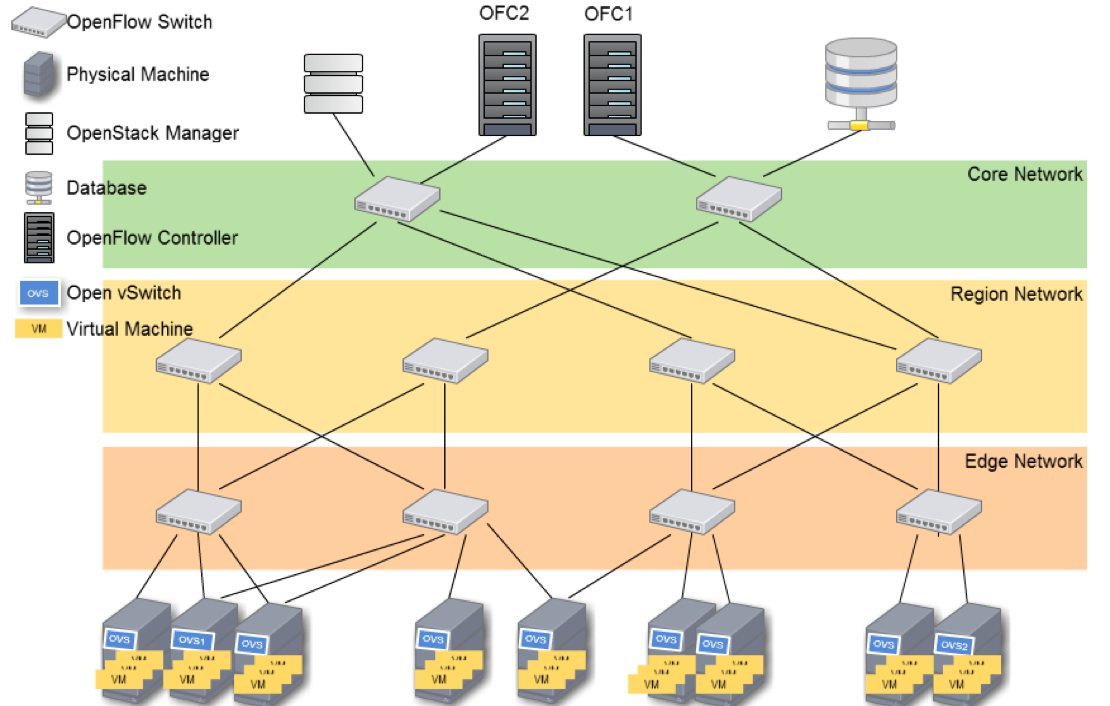 OpenFlow Switch
Physical Machine
OpenStack Manager
Database
OpenFlow Controller
OVS Open vSwitch
VM Virtual Machine
OFC2 OFC1
Core Network
Region Network
Edge Network
OVS OVS1 OVS OVS OVS OVS OVS OVS OVS2
VM VM VM VM VM VM VM VM VM